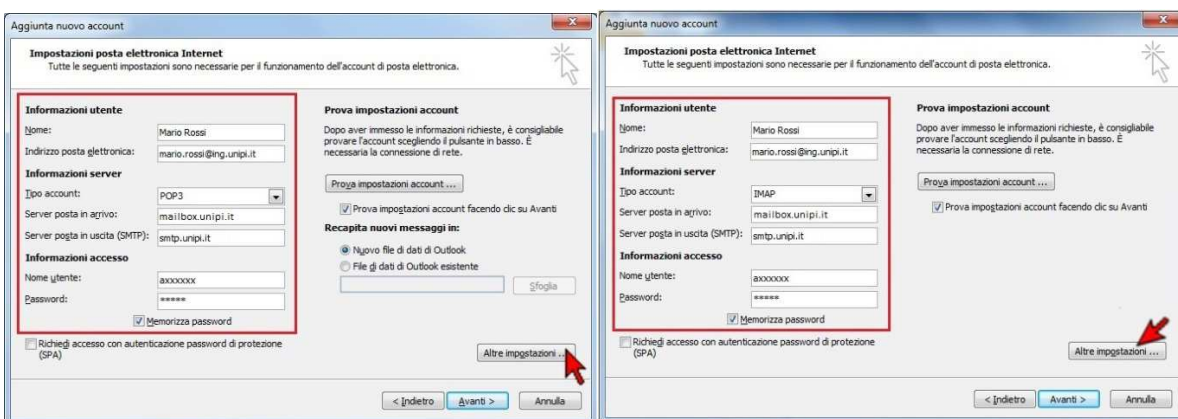 Aggiunta nuovo account
Impostazioni posta elettronica Internet
Tutte le seguenti impostazioni sono necessarie per il funzionamento dell'account di posta elettronica.
Informazioni utente
Nome:
Mario Rossi
Indirizzo posta elettronica:
mario.rossi@ing.unipi.it
Informazioni server
Tipo account:
POP3
Server posta in arrivo:
mailbox.unipi.it
Server posta in uscita (SMTP):
smtp.unipi.it
Informazioni accesso
Nome utente:
axxxxxx
Password:
*****
Memorizza password
Richiedi accesso con autenticazione password di protezione
(SPA)
Prova impostazioni account
Dopo aver immesso le informazioni richieste, è consigliabile
provare l'account scegliendo il pulsante in basso. È
necessaria la connessione di rete.
Prova impostazioni account ...
Prova impostazioni account facendo clic su Avanti
Recapita nuovi messaggi in:
Nuovo file di dati di Outlook
File di dati di Outlook esistente
Sfoglia
Altre impostazioni ...
< Indietro
Avanti >
Annulla
Aggiunta nuovo account
Impostazioni posta elettronica Internet
Tutte le seguenti impostazioni sono necessarie per il funzionamento dell'account di posta elettronica.
Informazioni utente
Nome:
Mario Rossi
Indirizzo posta elettronica:
mario.rossi@ing.unipi.it
Informazioni server
Tipo account:
IMAP
Server posta in arrivo:
mailbox.unipi.it
Server posta in uscita (SMTP):
smtp.unipi.it
Informazioni accesso
Nome utente:
axxxxxx
Password:
*****
Memorizza password
Richiedi accesso con autenticazione password di protezione
(SPA)
Prova impostazioni account
Dopo aver immesso le informazioni richieste, è consigliabile
provare l'account scegliendo il pulsante in basso. È
necessaria la connessione di rete.
Prova impostazioni account ...
Prova impostazioni account facendo clic su Avanti
Altre impostazioni ...
< Indietro
Avanti >
Annulla